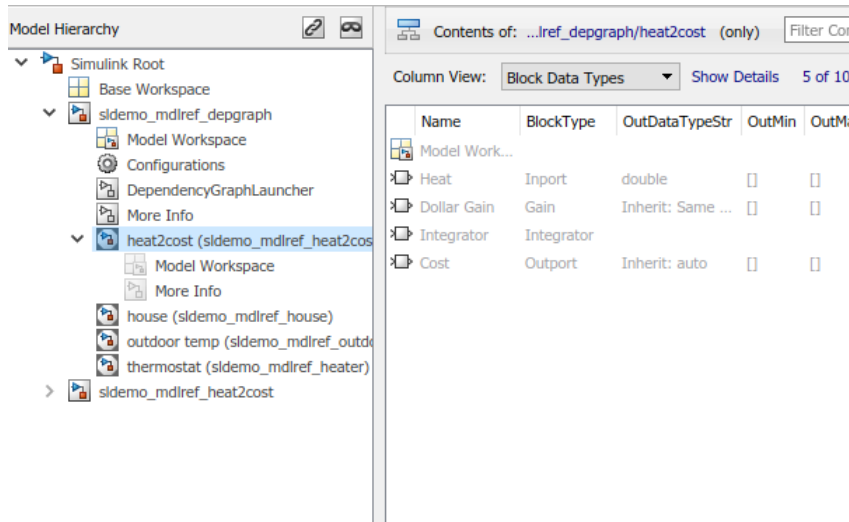 Model Hierarchy
Simulink Root
Base Workspace
sldemo_mdlref_depgraph
Model Workspace
Configurations
DependencyGraphLauncher
More Info
heat2cost (sldemo_mdlref_heat2cos
Model Workspace
More Info
house (sldemo_mdlref_house)
outdoor temp (sldemo_mdlref_outdo
thermostat (sldemo_mdlref_heater)
sldemo_mdlref_heat2cost
Contents of: ...lref_depgraph/heat2cost (only) Filter Con
Column View: Block Data Types Show Details 5 of 10
Name BlockType OutDataTypeStr OutMin OutMa
Model Work...
Heat Inport double [] []
Dollar Gain Gain Inherit: Same ... [] []
Integrator Integrator
Cost Outport Inherit: auto [] []